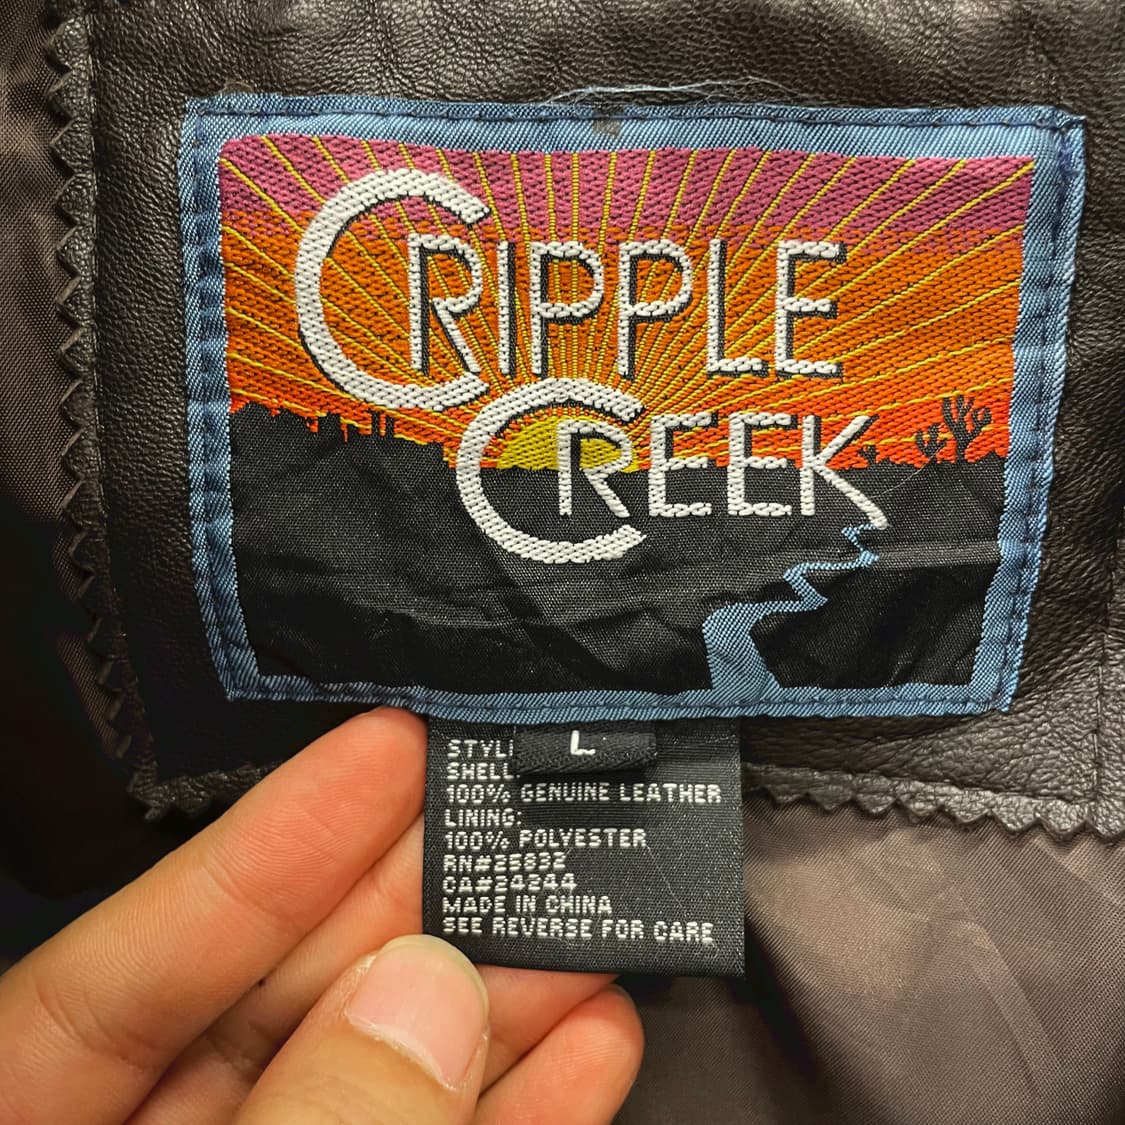 CRIPPLE
CREEK
L
SHELL:
100% GENUINE LEATHER
LINING:
100% POLYESTER
RN#25832
CA#24244
MADE IN CHINA
SEE REVERSE FOR CARE